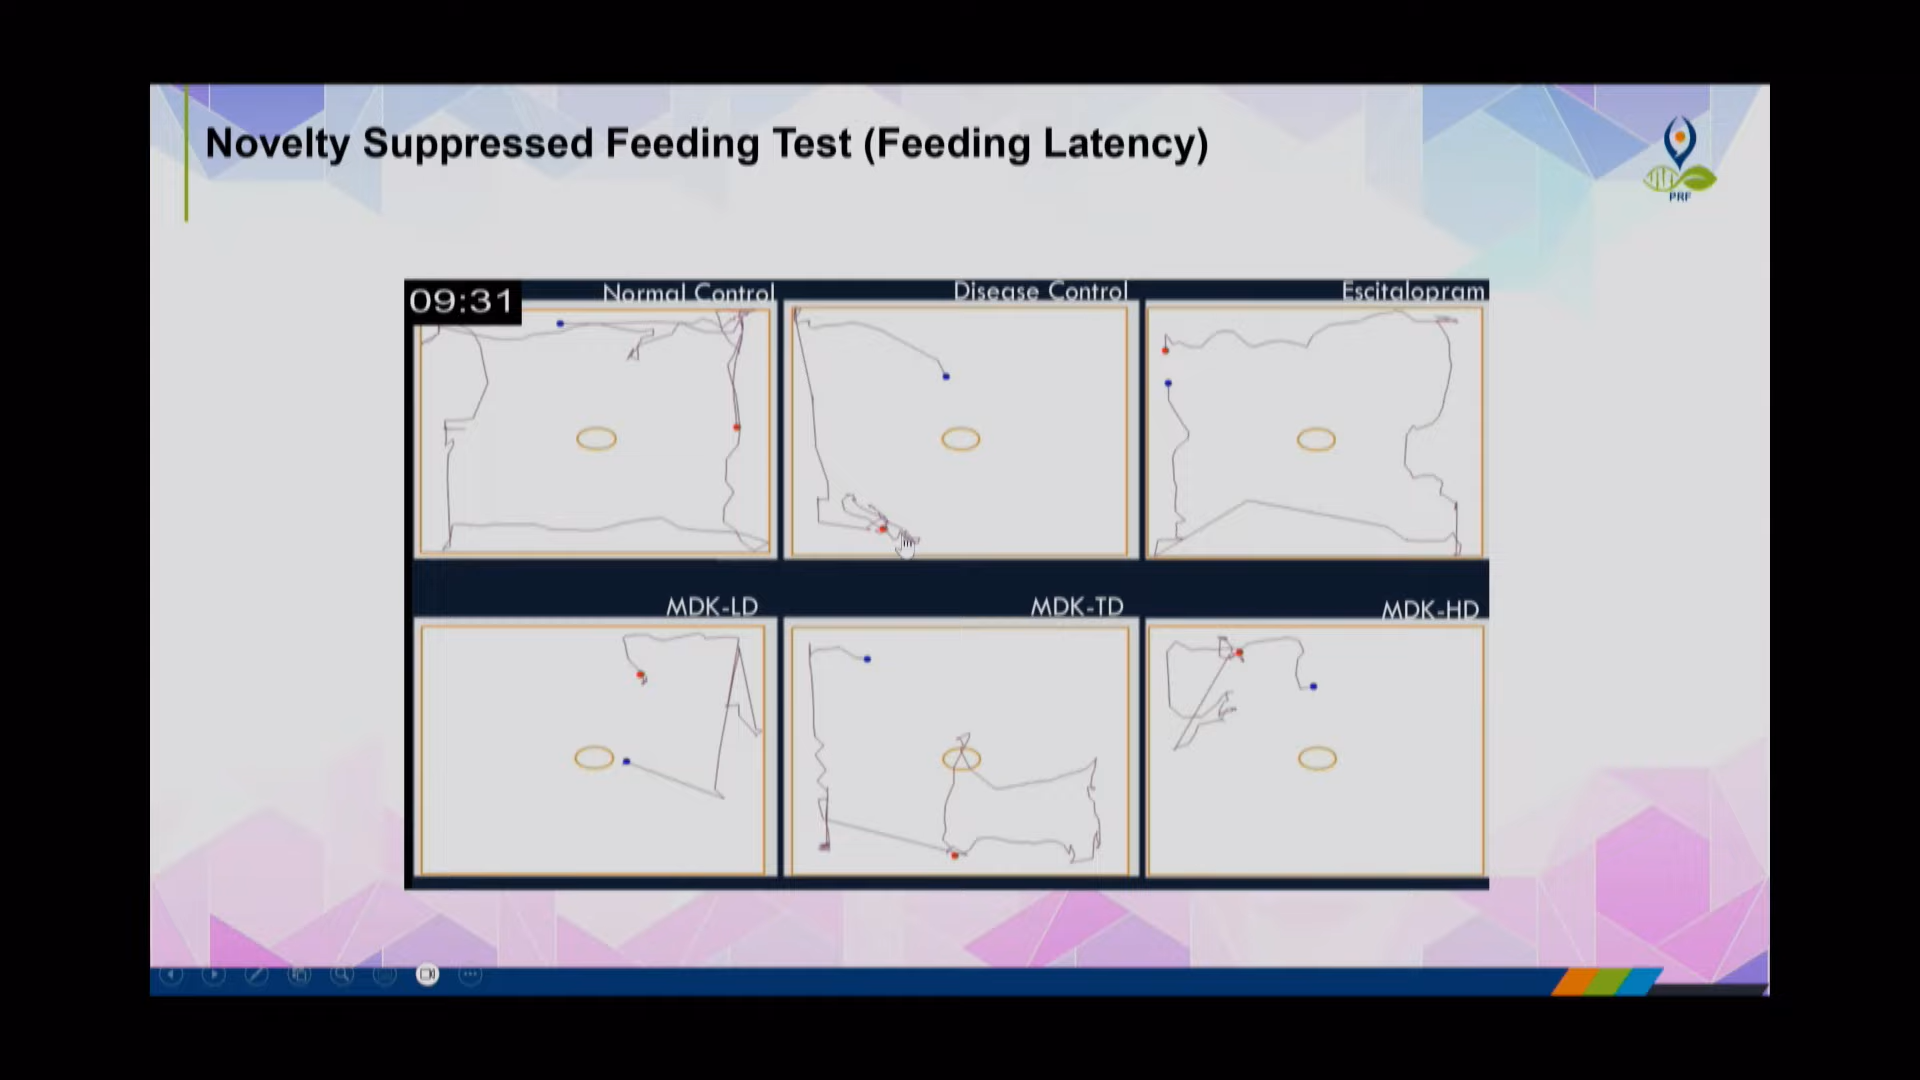 Novelty Suppressed Feeding Test (Feeding Latency)
PRF
09:31
Normal Control
Disease Control
Escitalopram
MDK-LD
MDK-TD
MDK-HD